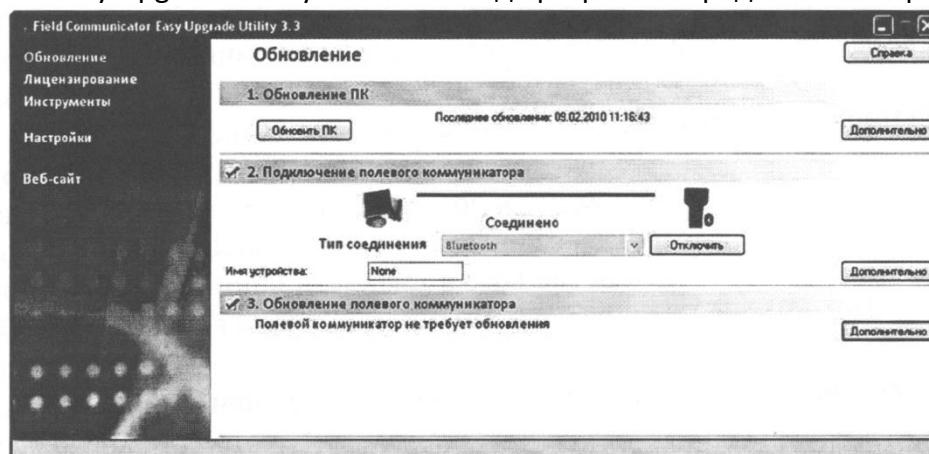 Field Communicator Easy Upgrade Utility 3.3
Обновление
Лицензирование
Инструменты
Настройки
Веб-сайт
Обновление
Справка
1. Обновление ПК
Обновить ПК
Последнее обновление: 09.02.2010 11:16:43
Дополнительно
2. Подключение полевого коммуникатора
Соединено
Тип соединения
Bluetooth
Отключить
Имя устройства:
None
Дополнительно
3. Обновление полевого коммуникатора
Полевой коммуникатор не требует обновления
Дополнительно